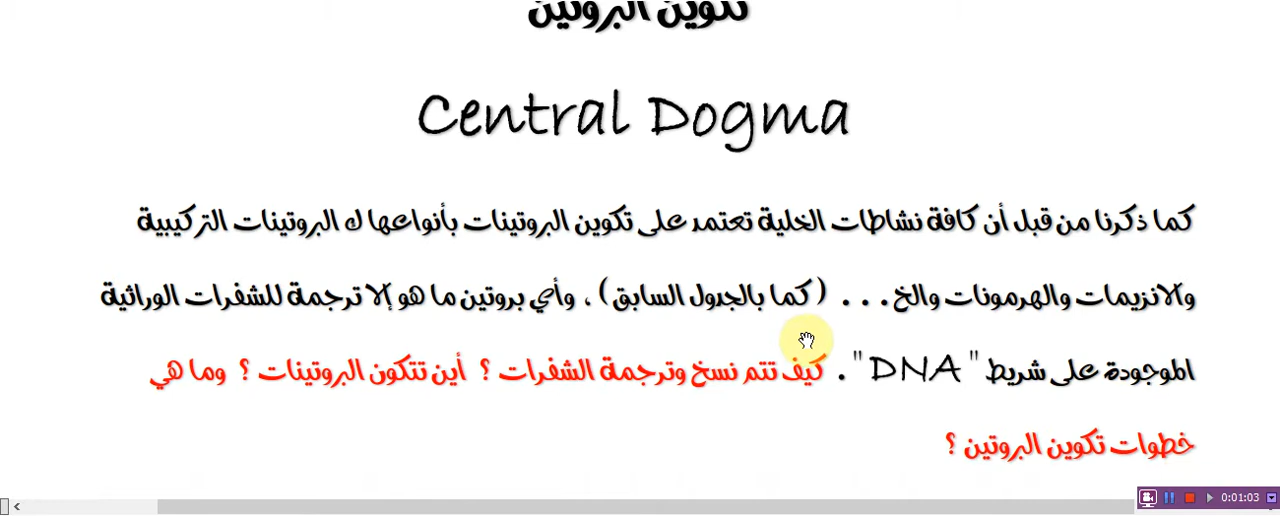 تكوين البروتين
Central Dogma
كما ذكرنا من قبل أن كافة نشاطات الخلية تعتمد على تكوين البروتينات بأنواعها ك البروتينات التركيبية
والانزيمات والهرمونات والخ... (كما بالجدول السابق) ، وأي بروتين ما هو إلا ترجمة للشفرات الوراثية
الموجودة على شريط "DNA" . كيف تتم نسخ وترجمة الشفرات ؟ أين تتكون البروتينات ؟ وما هي
خطوات تكوين البروتين ؟
0:01:03